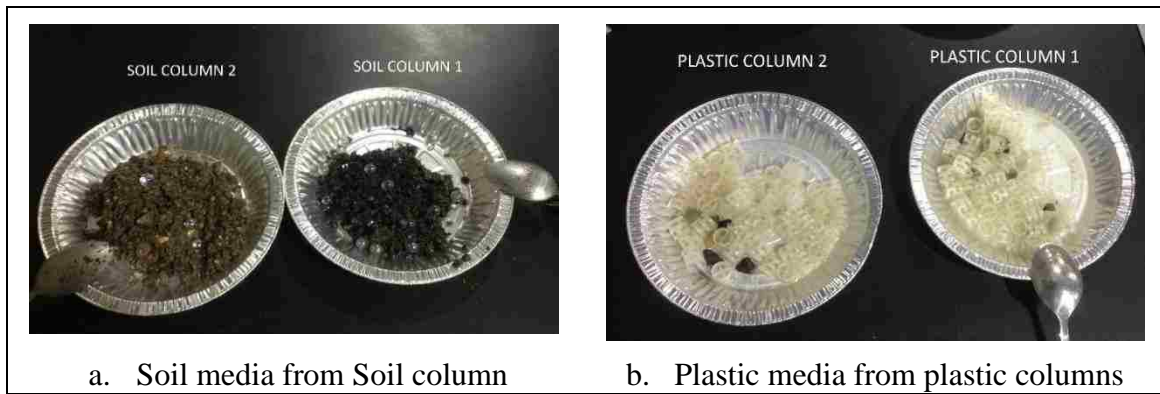 SOIL COLUMN 2
SOIL COLUMN 1
PLASTIC COLUMN 2
PLASTIC COLUMN 1
a. Soil media from Soil column
b. Plastic media from plastic columns